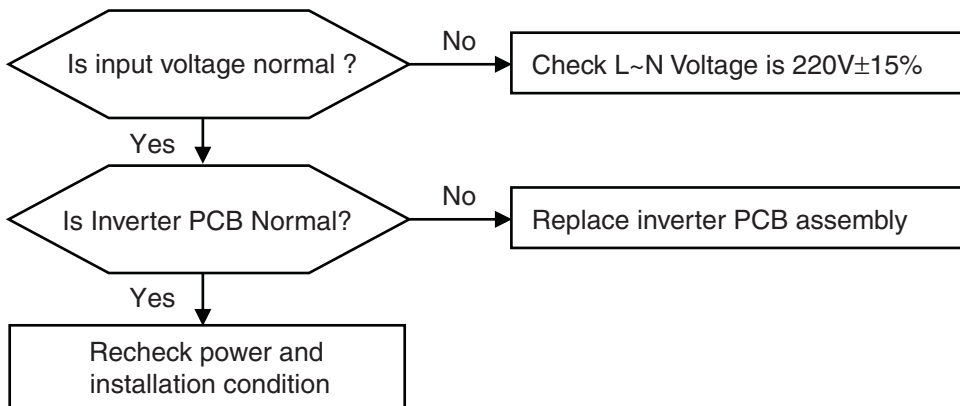 Is input voltage normal ?
No
Check L~N Voltage is 220V±15%
Yes
Is Inverter PCB Normal?
No
Replace inverter PCB assembly
Yes
Recheck power and
installation condition